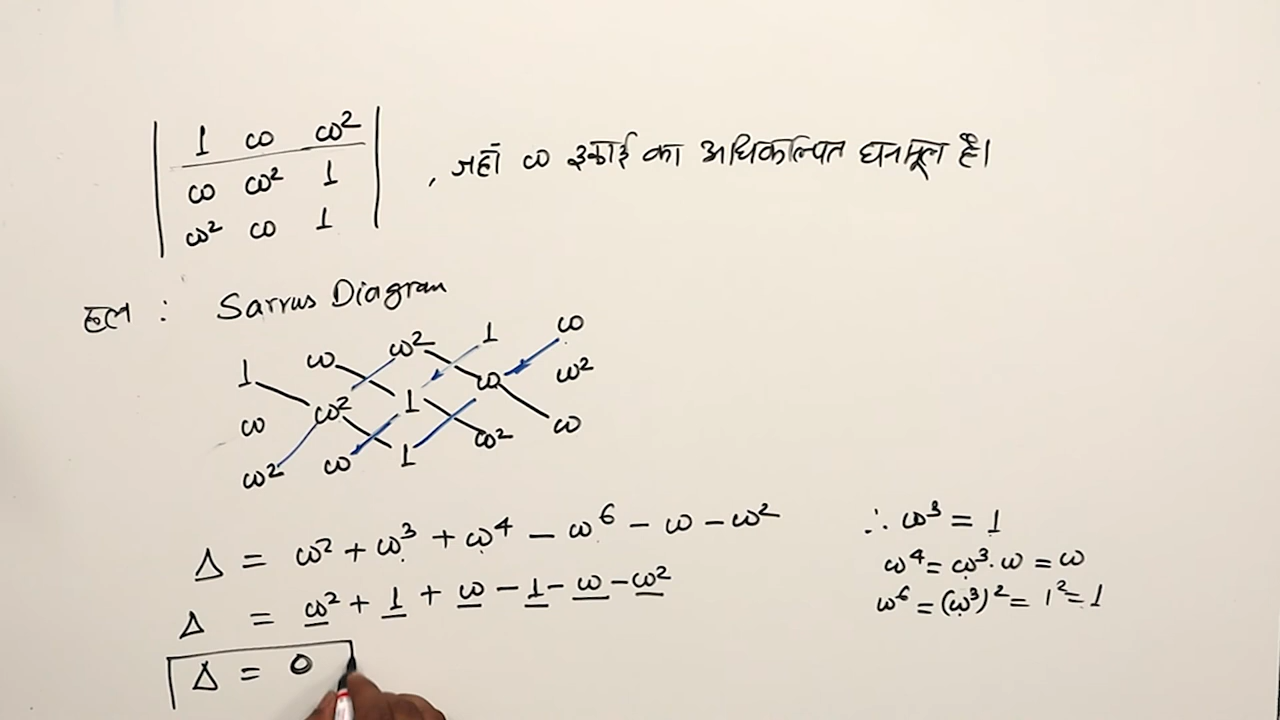 1 ω ω²
ω ω² 1 , जहाँ ω इकाई का अधिकल्पित घनमूल है।
ω² ω 1
हल : Sarrus Diagram
1 ω ω² 1 ω
ω ω² 1 ω ω²
ω² ω 1 ω² ω
Δ = ω² + ω³ + ω⁴ - ω⁶ - ω - ω²
Δ = ω² + 1 + ω - 1 - ω - ω²
Δ = 0
∴ ω³ = 1
ω⁴ = ω³·ω = ω
ω⁶ = (ω³)² = 1² = 1